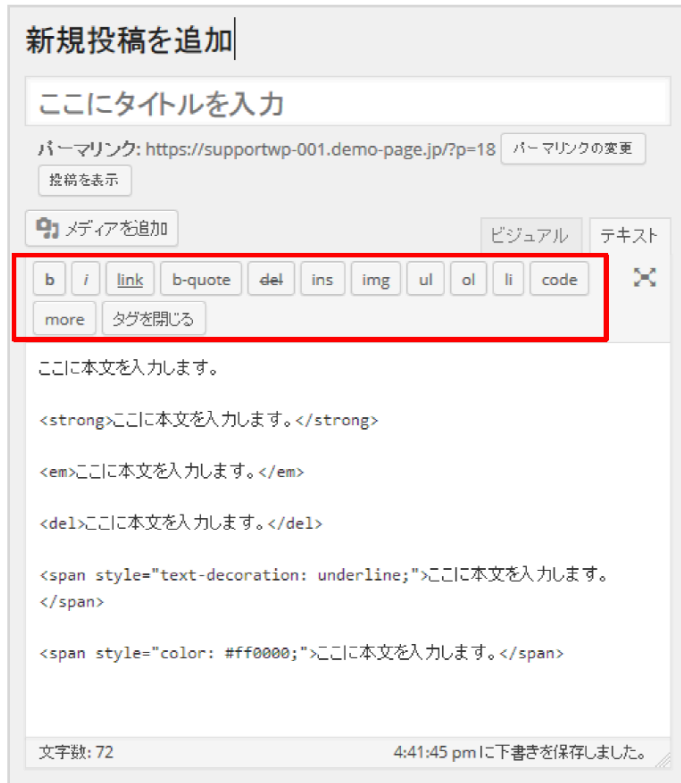 新規投稿を追加
ここにタイトルを入力
パーマリンク: https://supportwp-001.demo-page.jp/?p=18 パーマリンクの変更
投稿を表示
メディアを追加 ビジュアル テキスト
b i link b-quote del ins img ul ol li code
more タグを閉じる
ここに本文を入力します。
<strong>ここに本文を入力します。</strong>
<em>ここに本文を入力します。</em>
<del>ここに本文を入力します。</del>
<span style="text-decoration: underline;">ここに本文を入力します。
</span>
<span style="color: #ff0000;">ここに本文を入力します。</span>
文字数: 72 4:41:45 pm に下書きを保存しました。